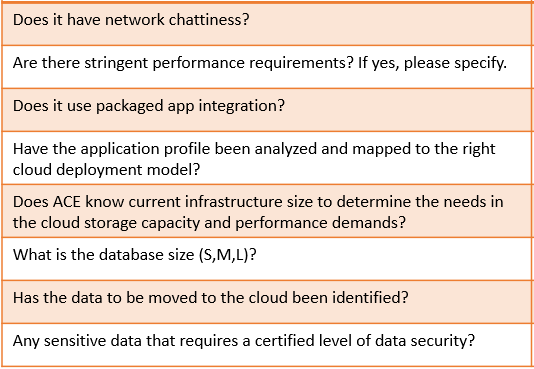 Does it have network chattiness?
Are there stringent performance requirements? If yes, please specify.
Does it use packaged app integration?
Have the application profile been analyzed and mapped to the right
cloud deployment model?
Does ACE know current infrastructure size to determine the needs in
the cloud storage capacity and performance demands?
What is the database size (S,M,L)?
Has the data to be moved to the cloud been identified?
Any sensitive data that requires a certified level of data security?